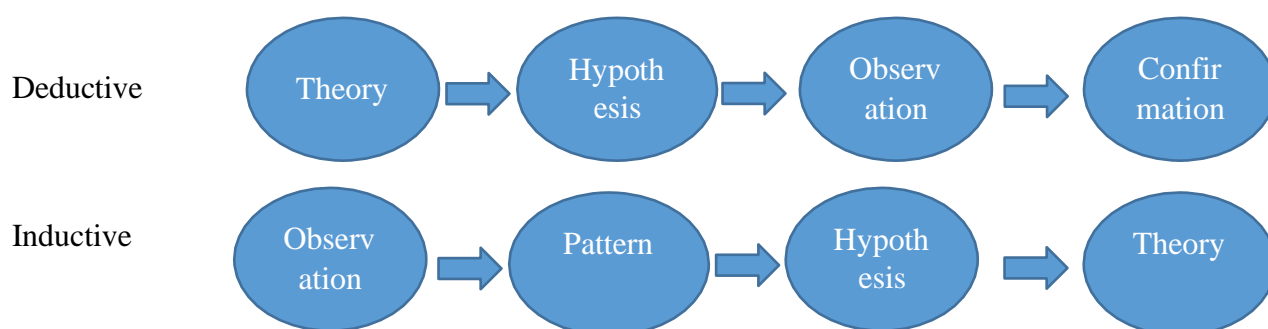 Deductive
Theory
Hypoth
esis
Observ
ation
Confir
mation
Inductive
Observ
ation
Pattern
Hypoth
esis
Theory